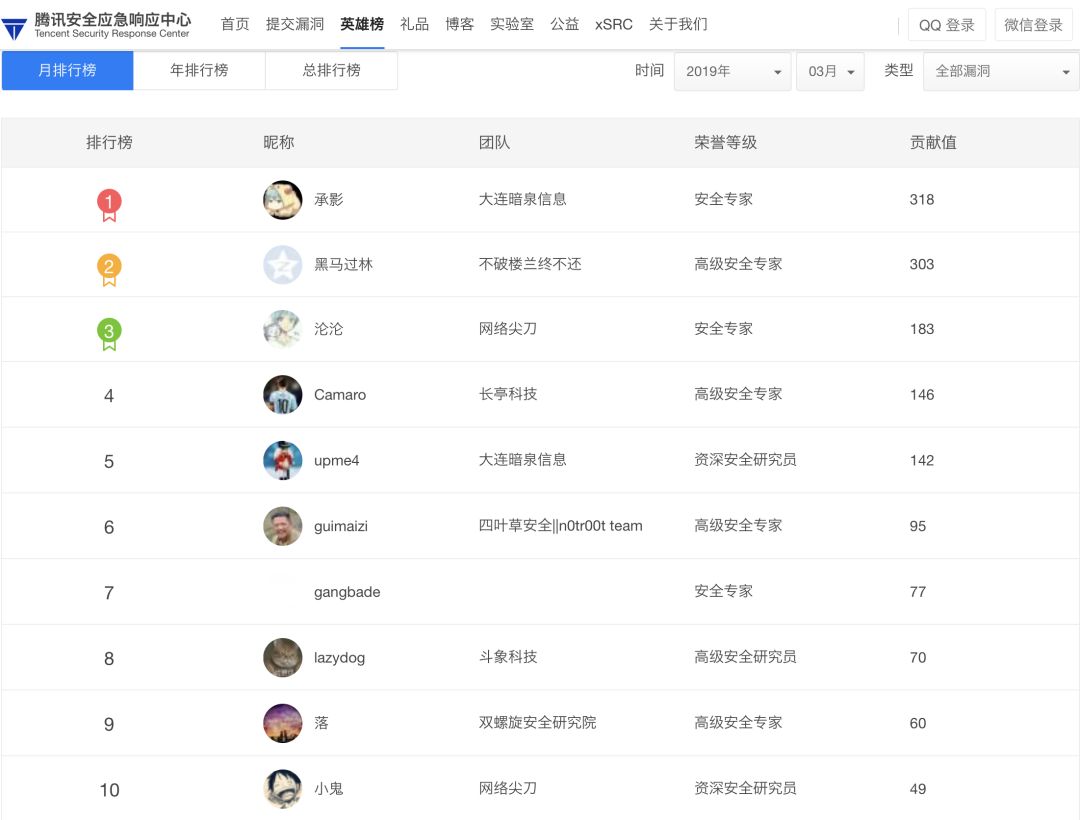 腾讯安全应急响应中心
Tencent Security Response Center
首页 提交漏洞 英雄榜 礼品 博客 实验室 公益 xSRC 关于我们 QQ 登录 微信登录
月排行榜 年排行榜 总排行榜 时间 2019年 03月 类型 全部漏洞
排行榜 昵称 团队 荣誉等级 贡献值
1 承影 大连暗泉信息 安全专家 318
2 黑马过林 不破楼兰终不还 高级安全专家 303
3 沦沦 网络尖刀 安全专家 183
4 Camaro 长亭科技 高级安全专家 146
5 upme4 大连暗泉信息 资深安全研究员 142
6 guimaizi 四叶草安全||n0tr00t team 高级安全专家 95
7 gangbade 安全专家 77
8 lazydog 斗象科技 高级安全研究员 70
9 落 双螺旋安全研究院 高级安全专家 60
10 小鬼 网络尖刀 资深安全研究员 49